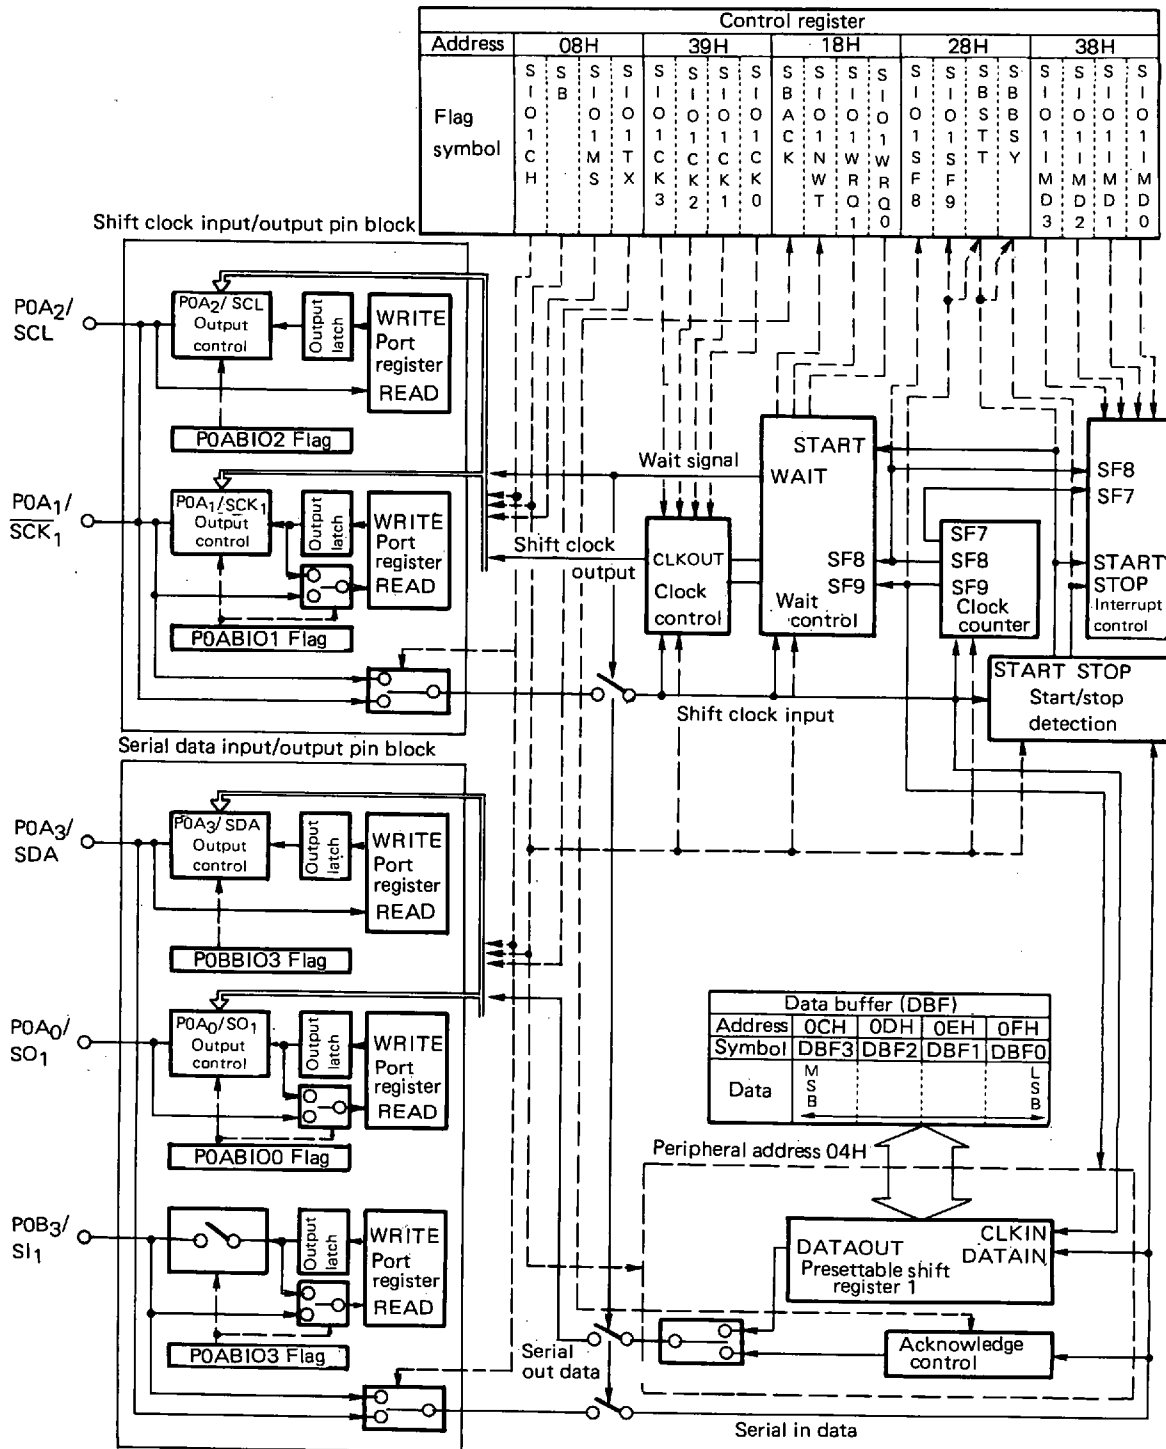 Control register
Address 08H 39H 18H 28H 38H
Flag symbol
SIO1CH SB SIO1MS SIO1TX SIO1CK3 SIO1CK2 SIO1CK1 SIO1CK0 SBACK SIO1NWT SIO1WRQ1 SIO1WRQ0 SIO1SF8 SIO1SF9 SBSTT SBBSY SIO1IMD3 SIO1IMD2 SIO1IMD1 SIO1IMD0
Shift clock input/output pin block
P0A2/
SCL
P0A2/SCL
Output
control
Output
latch
WRITE
Port
register
READ
P0ABIO2 Flag
P0A1/
SCK1
P0A1/SCK1
Output
control
Output
latch
WRITE
Port
register
READ
P0ABIO1 Flag
Wait signal
Shift clock
output
CLKOUT
Clock
control
START
WAIT
SF8
SF9
Wait
control
SF7
SF8
SF9
Clock
counter
SF8
SF7
START
STOP
Interrupt
control
START STOP
Start/stop
detection
Shift clock input
Serial data input/output pin block
P0A3/
SDA
P0A3/SDA
Output
control
Output
latch
WRITE
Port
register
READ
P0BBIO3 Flag
P0A0/
SO1
P0A0/SO1
Output
control
Output
latch
WRITE
Port
register
READ
P0ABIO0 Flag
P0B3/
SI1
Output
latch
WRITE
Port
register
READ
P0ABIO3 Flag
Data buffer (DBF)
Address 0CH 0DH 0EH 0FH
Symbol DBF3 DBF2 DBF1 DBF0
Data MSB LSB
Peripheral address 04H
CLKIN
DATAOUT DATAIN
Presettable shift
register 1
Acknowledge
control
Serial
out data
Serial in data